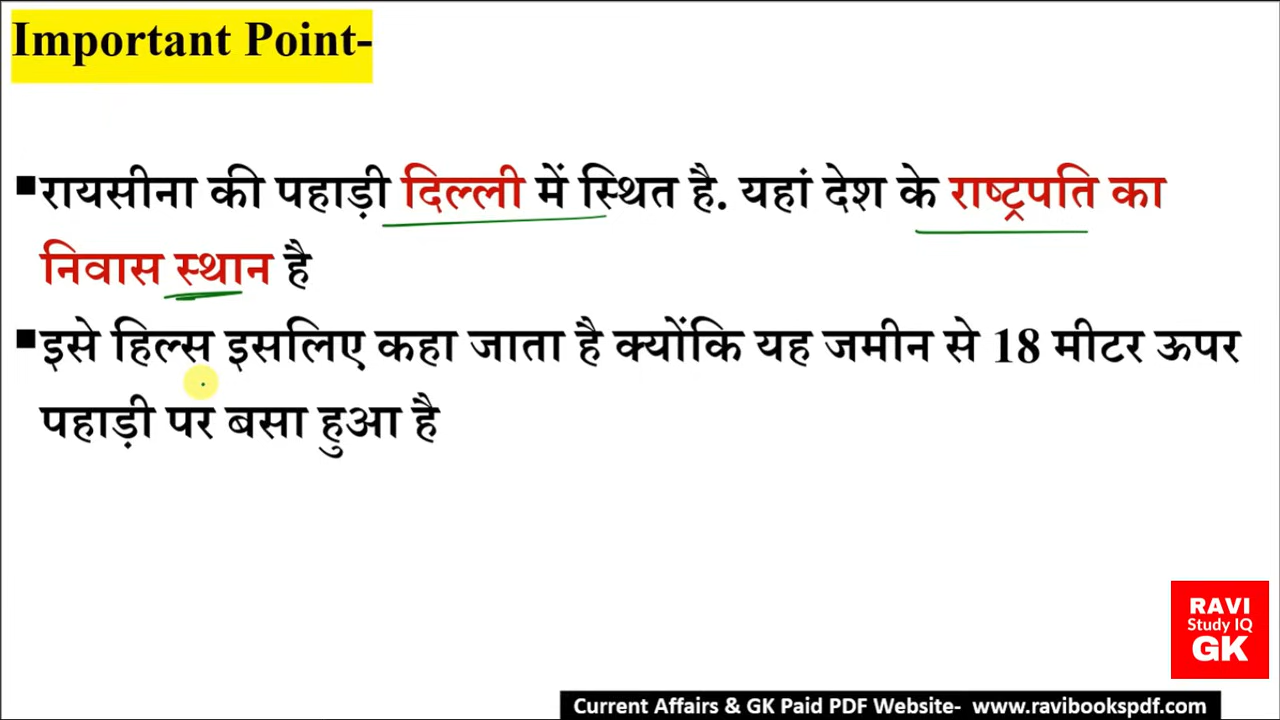 Important Point-
▪रायसीना की पहाड़ी दिल्ली में स्थित है. यहां देश के राष्ट्रपति का
निवास स्थान है
▪इसे हिल्स इसलिए कहा जाता है क्योंकि यह जमीन से 18 मीटर ऊपर
पहाड़ी पर बसा हुआ है
RAVI
Study IQ
GK
Current Affairs & GK Paid PDF Website- www.ravibookspdf.com